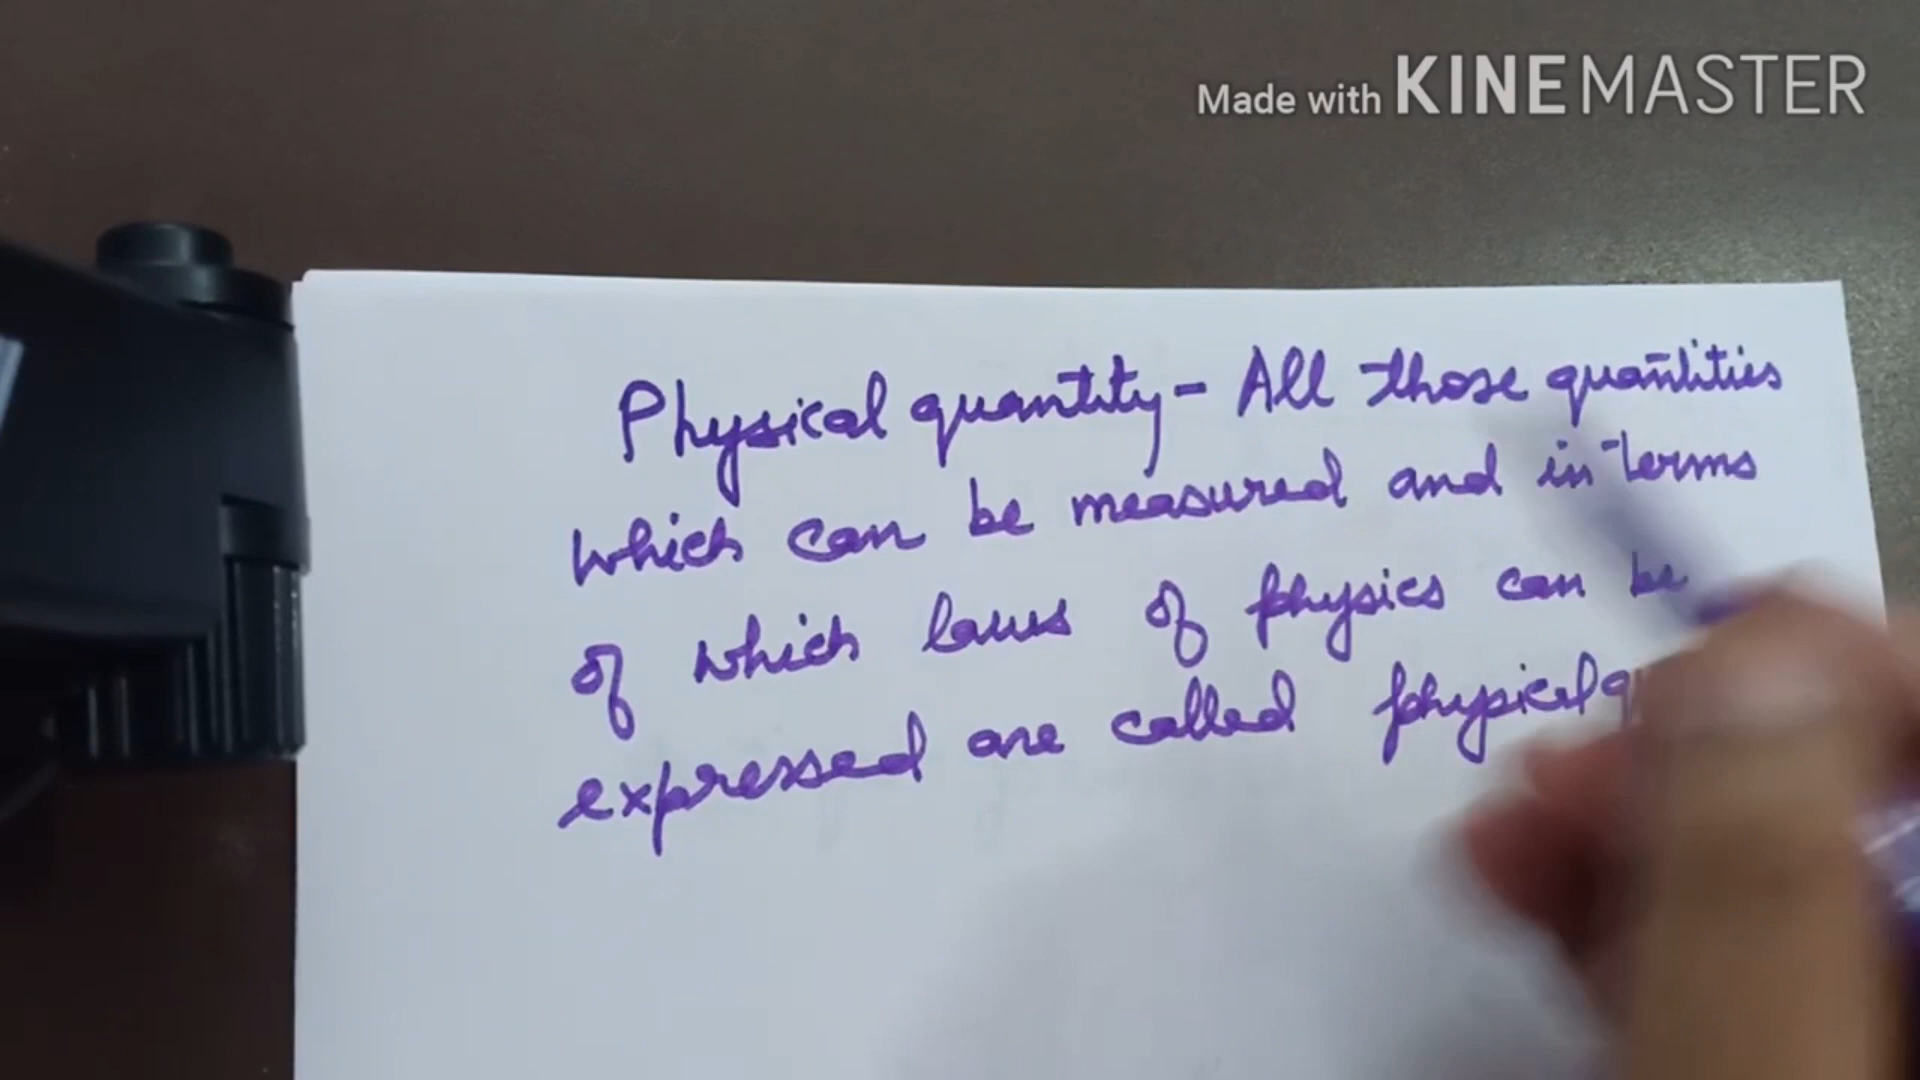 Made with KINEMASTER
Physical quantity - All those quantities
which can be measured and in terms
of which laws of physics can be
expressed are called physical